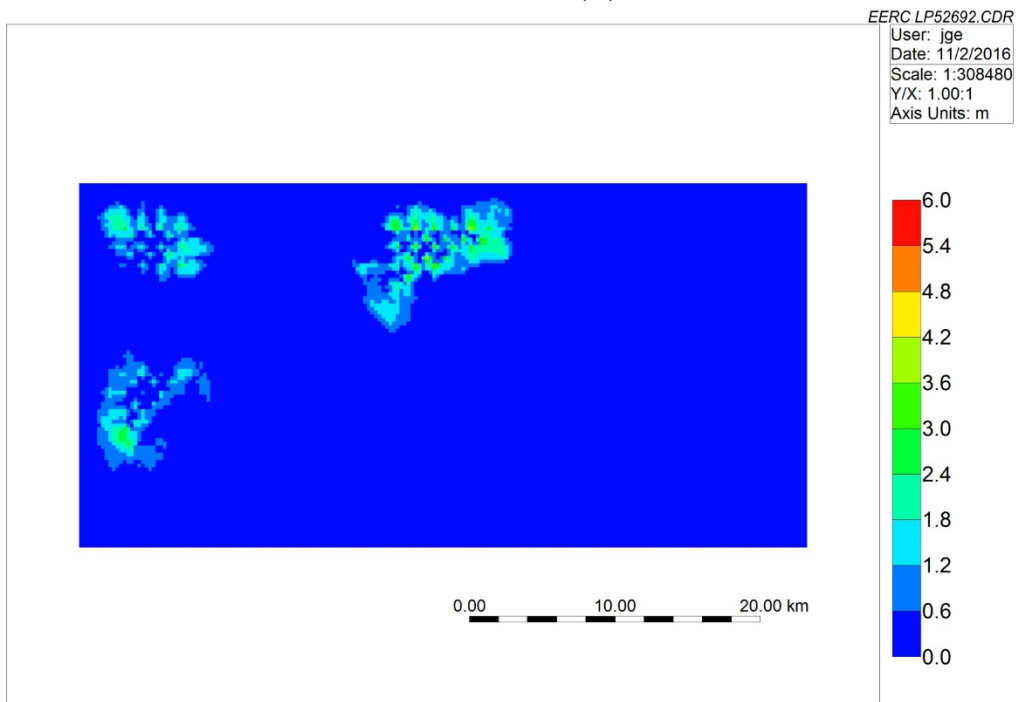 EERC LP52692.CDR
User: jge
Date: 11/2/2016
Scale: 1:308480
Y/X: 1.00:1
Axis Units: m
6.0
5.4
4.8
4.2
3.6
3.0
2.4
1.8
1.2
0.6
0.0
0.00 10.00 20.00 km